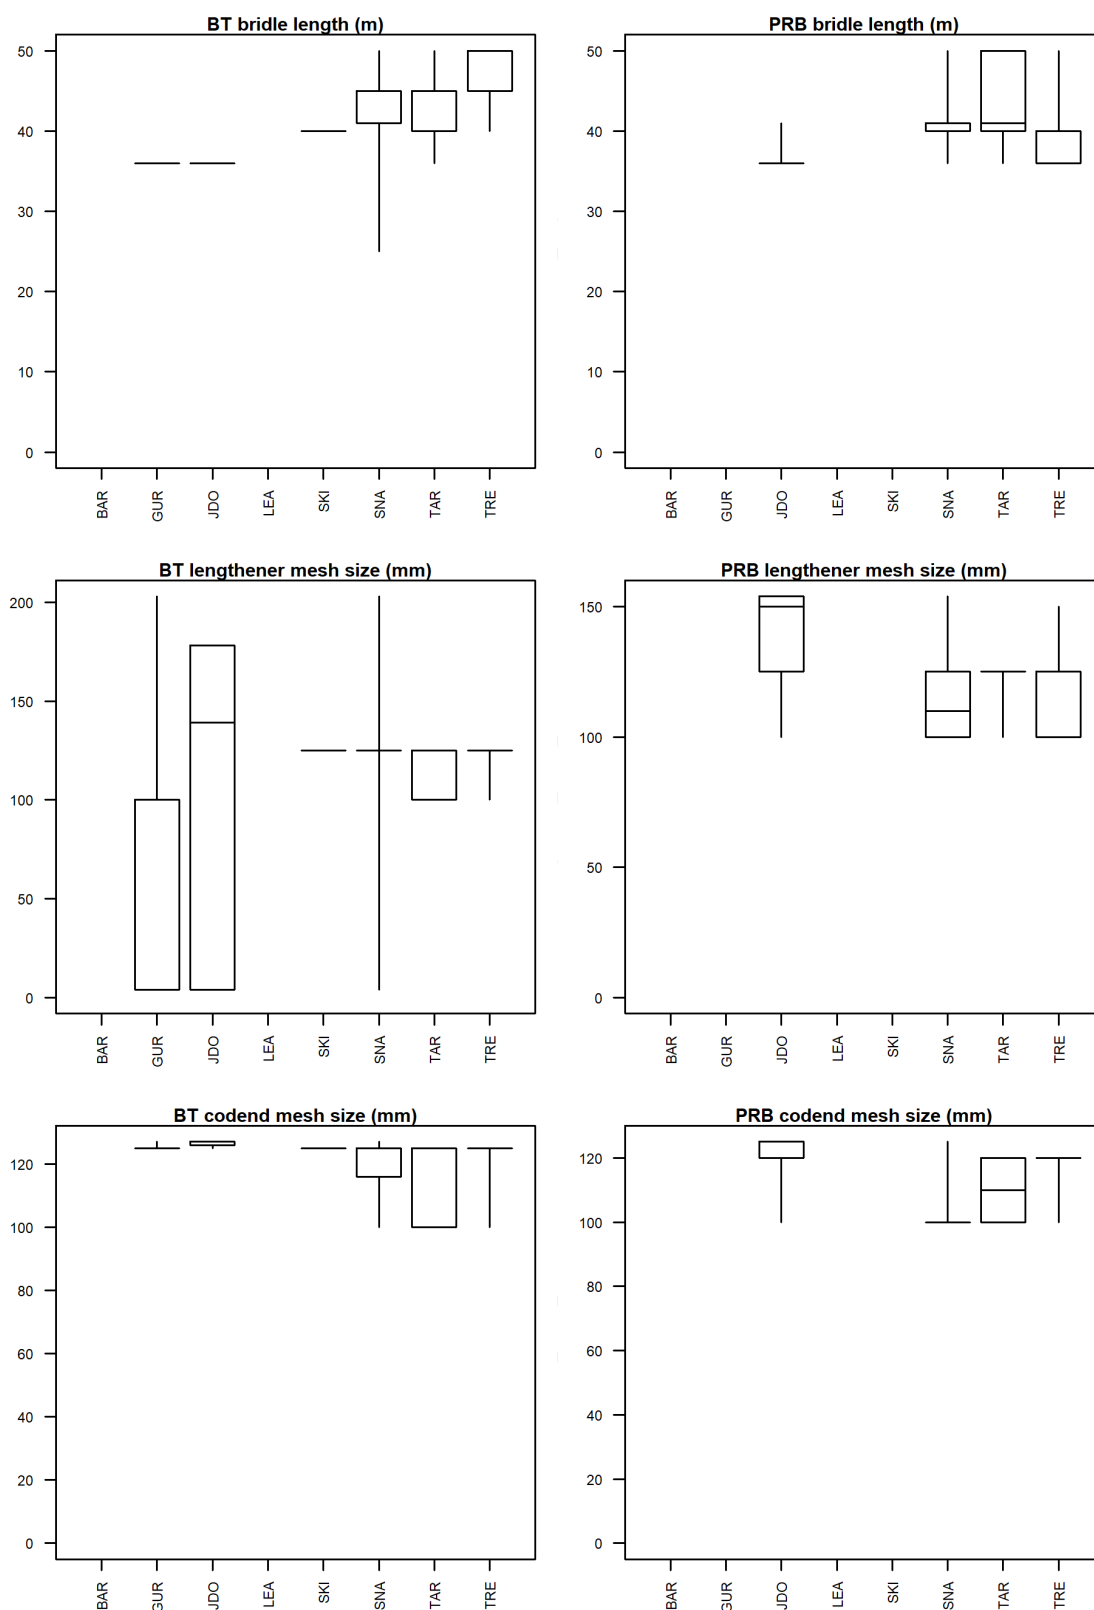 BT bridle length (m)
50
40
30
20
10
0
BAR
GUR
JDO
LEA
SKI
SNA
TAR
TRE
PRB bridle length (m)
50
40
30
20
10
0
BAR
GUR
JDO
LEA
SKI
SNA
TAR
TRE
BT lengthener mesh size (mm)
200
150
100
50
0
BAR
GUR
JDO
LEA
SKI
SNA
TAR
TRE
PRB lengthener mesh size (mm)
150
100
50
0
BAR
GUR
JDO
LEA
SKI
SNA
TAR
TRE
BT codend mesh size (mm)
120
100
80
60
40
20
0
BAR
GUR
JDO
LEA
SKI
SNA
TAR
TRE
PRB codend mesh size (mm)
120
100
80
60
40
20
0
BAR
GUR
JDO
LEA
SKI
SNA
TAR
TRE